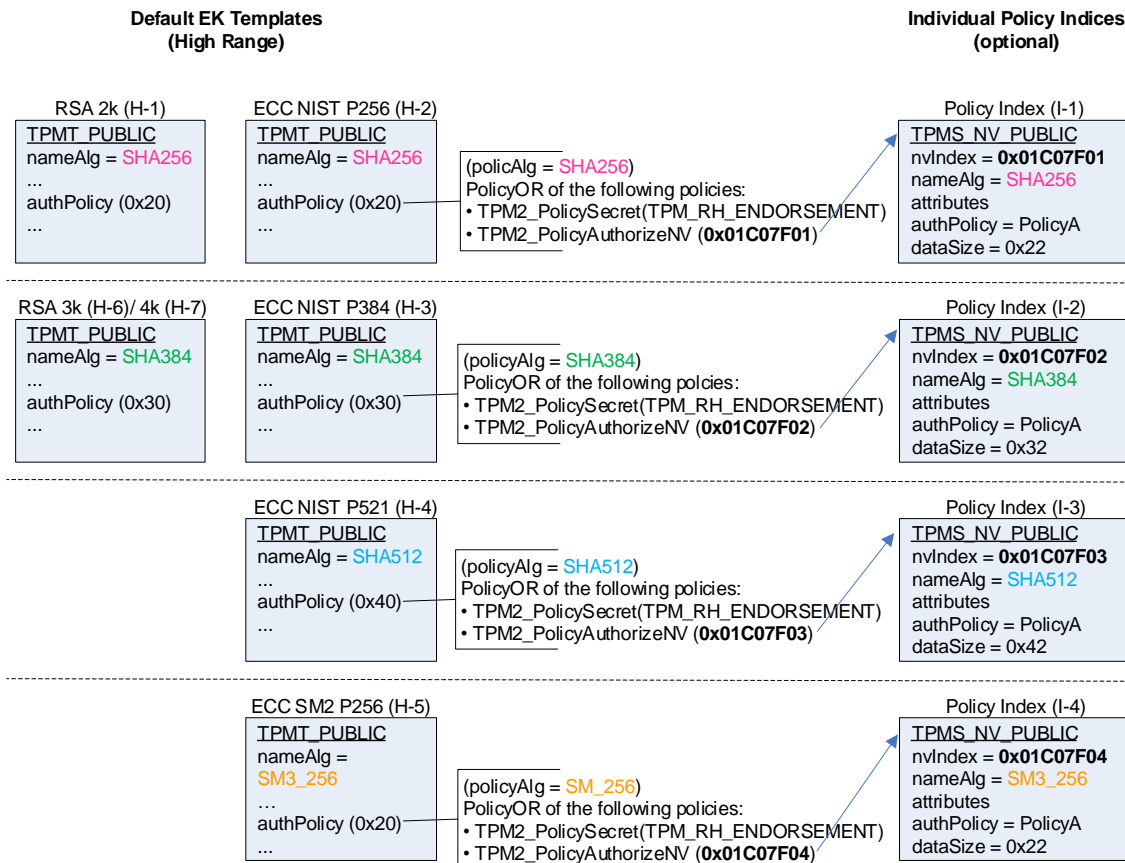 Default EK Templates
(High Range)
Individual Policy Indices
(optional)
RSA 2k (H-1)
TPMT_PUBLIC
nameAlg = SHA256
...
authPolicy (0x20)
...
ECC NIST P256 (H-2)
TPMT_PUBLIC
nameAlg = SHA256
...
authPolicy (0x20)
...
(policAlg = SHA256)
PolicyOR of the following policies:
• TPM2_PolicySecret(TPM_RH_ENDORSEMENT)
• TPM2_PolicyAuthorizeNV (0x01C07F01)
Policy Index (I-1)
TPMS_NV_PUBLIC
nvIndex = 0x01C07F01
nameAlg = SHA256
attributes
authPolicy = PolicyA
dataSize = 0x22
RSA 3k (H-6)/ 4k (H-7)
TPMT_PUBLIC
nameAlg = SHA384
...
authPolicy (0x30)
...
ECC NIST P384 (H-3)
TPMT_PUBLIC
nameAlg = SHA384
...
authPolicy (0x30)
...
(policyAlg = SHA384)
PolicyOR of the following polcies:
• TPM2_PolicySecret(TPM_RH_ENDORSEMENT)
• TPM2_PolicyAuthorizeNV (0x01C07F02)
Policy Index (I-2)
TPMS_NV_PUBLIC
nvIndex = 0x01C07F02
nameAlg = SHA384
attributes
authPolicy = PolicyA
dataSize = 0x32
ECC NIST P521 (H-4)
TPMT_PUBLIC
nameAlg = SHA512
...
authPolicy (0x40)
...
(policyAlg = SHA512)
PolicyOR of the following policies:
• TPM2_PolicySecret(TPM_RH_ENDORSEMENT)
• TPM2_PolicyAuthorizeNV (0x01C07F03)
Policy Index (I-3)
TPMS_NV_PUBLIC
nvIndex = 0x01C07F03
nameAlg = SHA512
attributes
authPolicy = PolicyA
dataSize = 0x42
ECC SM2 P256 (H-5)
TPMT_PUBLIC
nameAlg =
SM3_256
...
authPolicy (0x20)
...
(policyAlg = SM_256)
PolicyOR of the following policies:
• TPM2_PolicySecret(TPM_RH_ENDORSEMENT)
• TPM2_PolicyAuthorizeNV (0x01C07F04)
Policy Index (I-4)
TPMS_NV_PUBLIC
nvIndex = 0x01C07F04
nameAlg = SM3_256
attributes
authPolicy = PolicyA
dataSize = 0x22